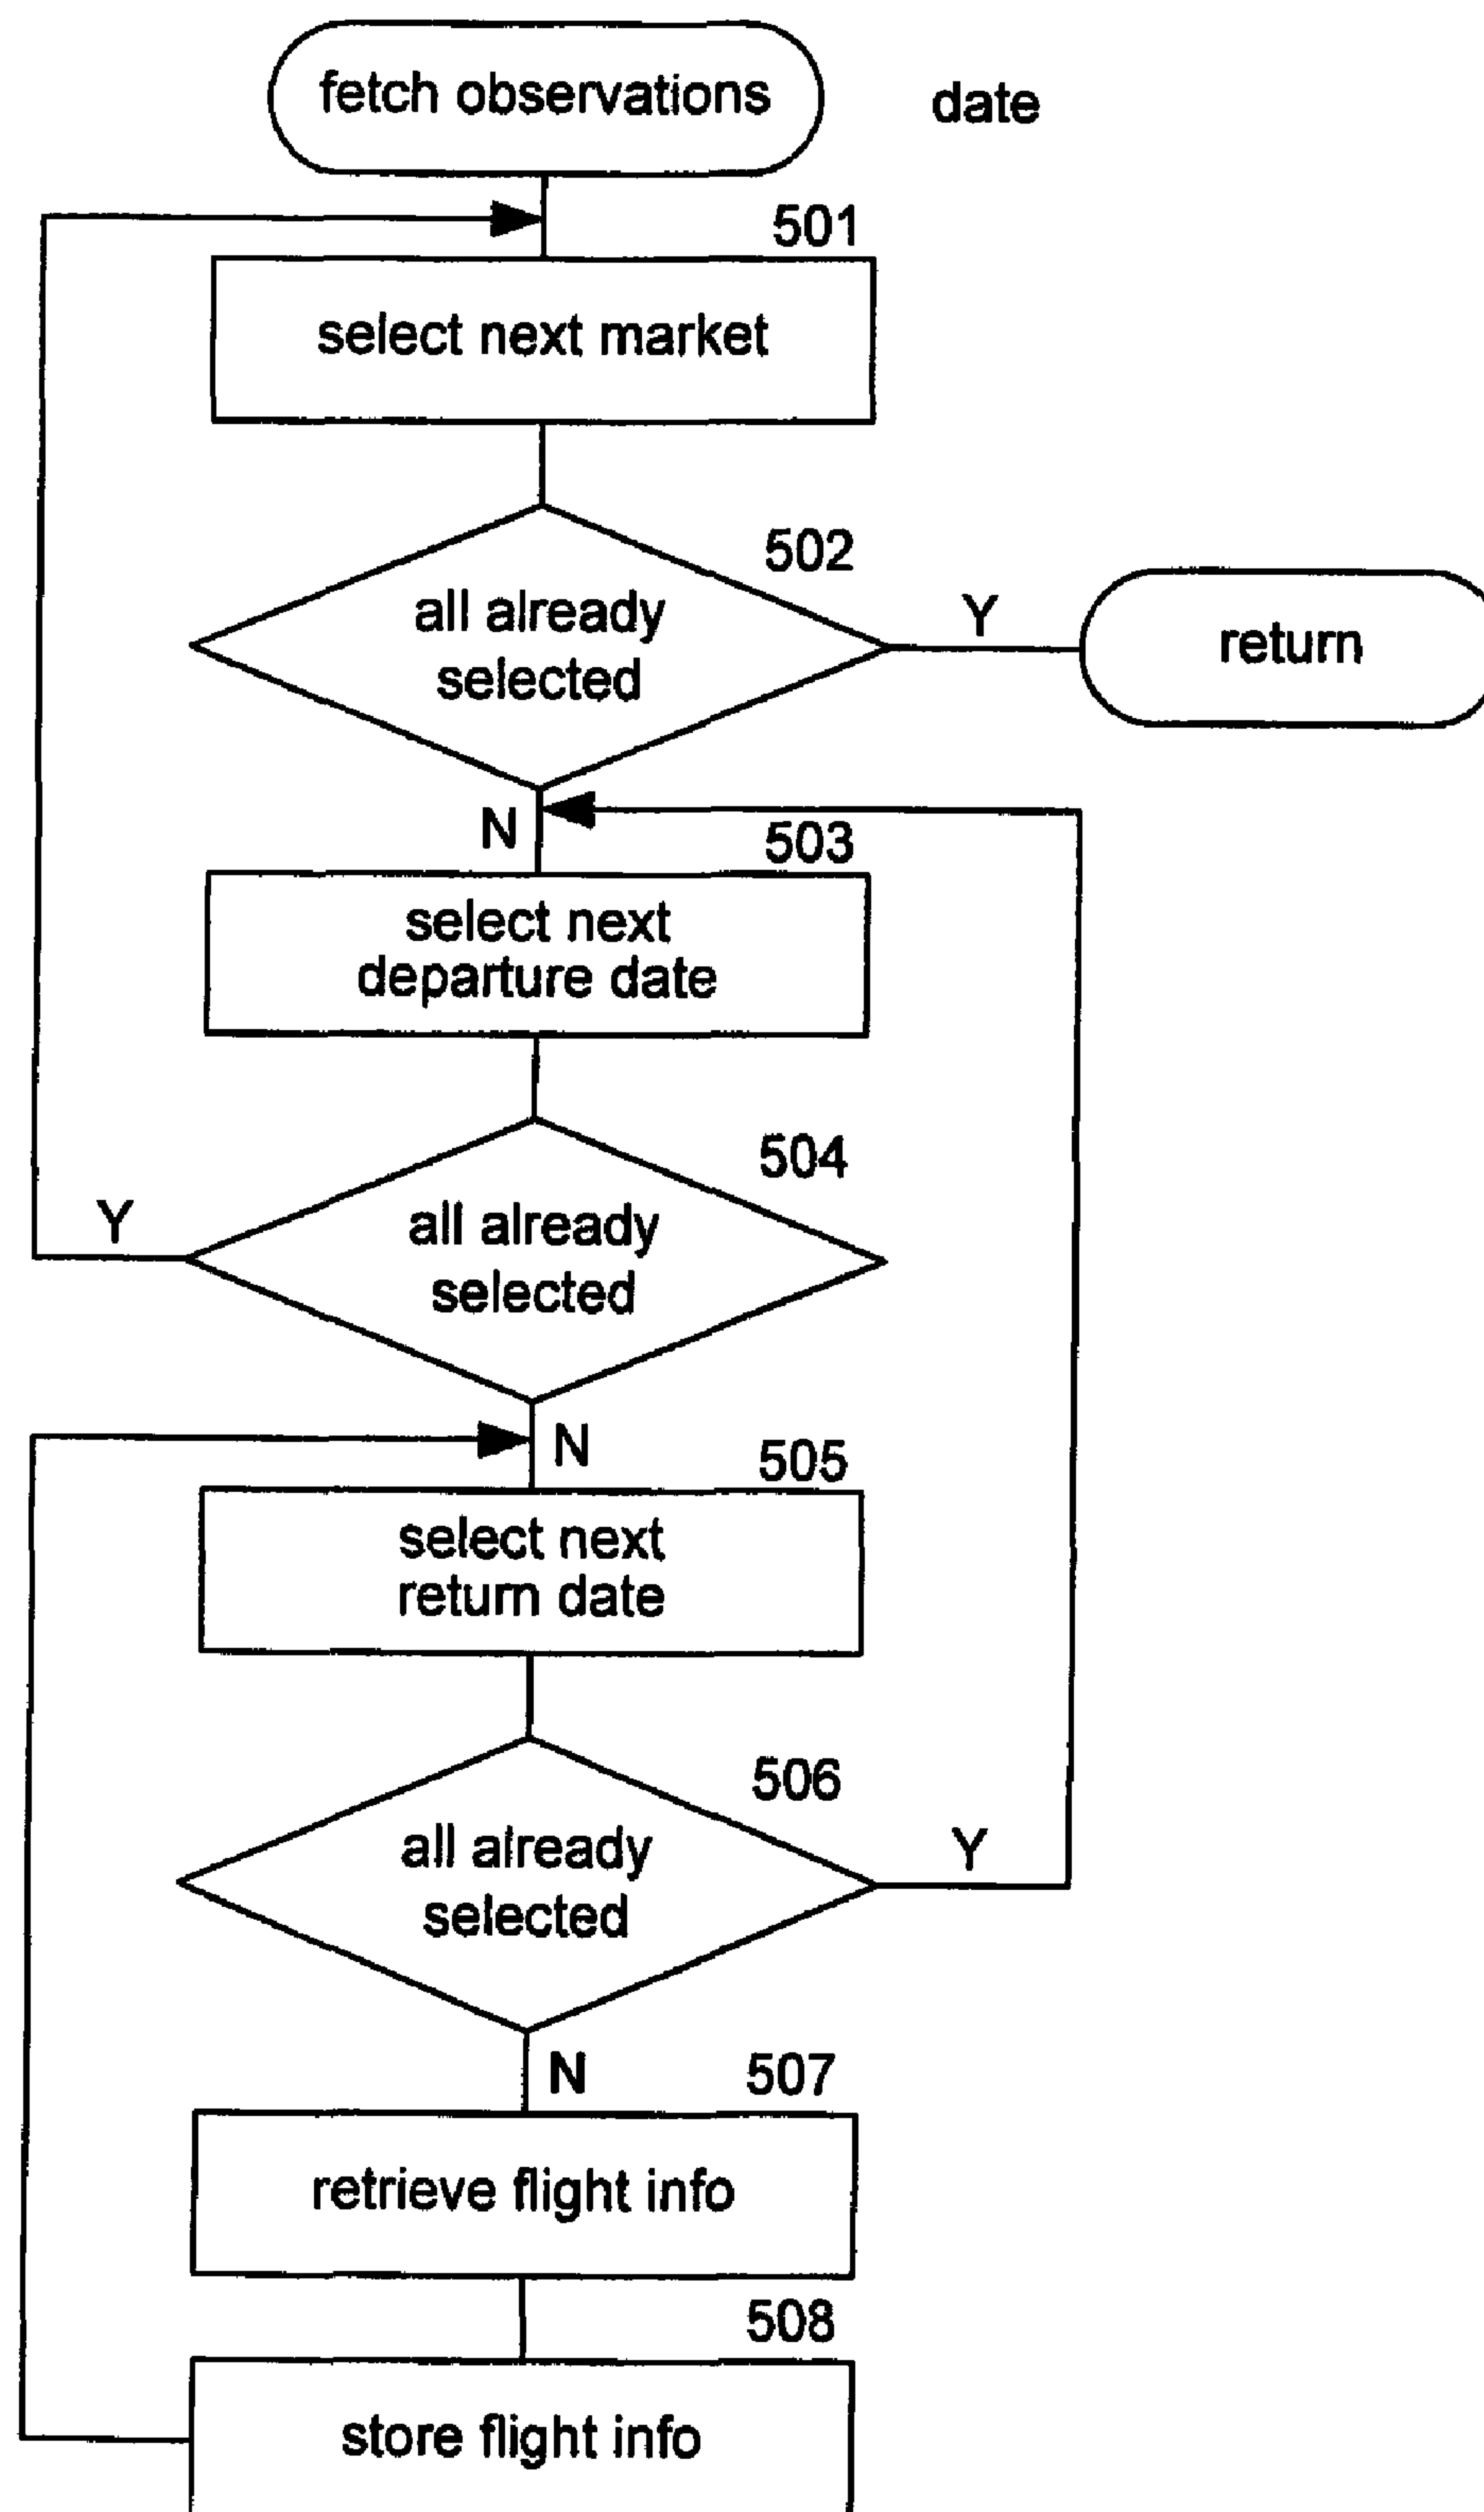 fetch observations
date
501
select next market
502
all already
selected
Y
return
N
503
select next
departure date
504
all already
selected
Y
N
505
select next
return date
506
all already
selected
Y
N
507
retrieve flight info
508
store flight info